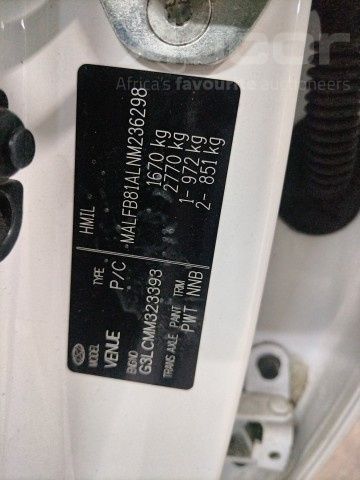 Africa's favourite auctioneers
HMIL
MALFB81ALNM236298
1670 kg
2770 kg
1- 972 kg
2- 851 kg
MODEL TYPE
VENUE P/C
ENGNO
G3LCMM323393
TRANS AXLE PAINT TRIM
PWT NNB